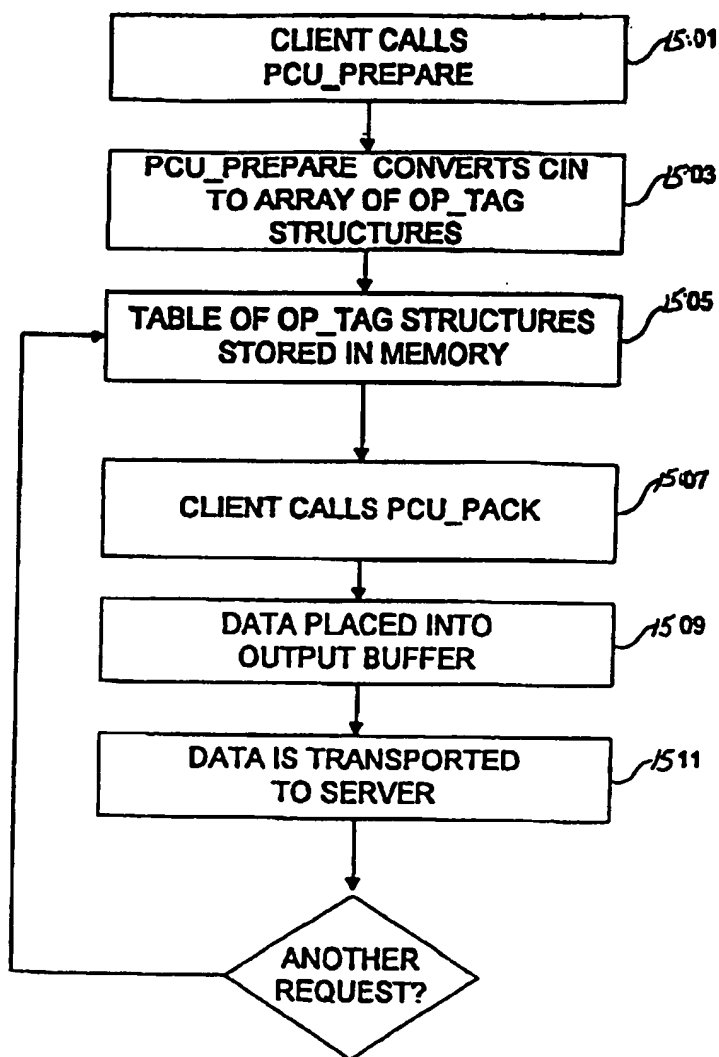 CLIENT CALLS
PCU_PREPARE
1501
PCU_PREPARE CONVERTS CIN
TO ARRAY OF OP_TAG
STRUCTURES
1503
TABLE OF OP_TAG STRUCTURES
STORED IN MEMORY
1505
CLIENT CALLS PCU_PACK
1507
DATA PLACED INTO
OUTPUT BUFFER
1509
DATA IS TRANSPORTED
TO SERVER
1511
ANOTHER
REQUEST?